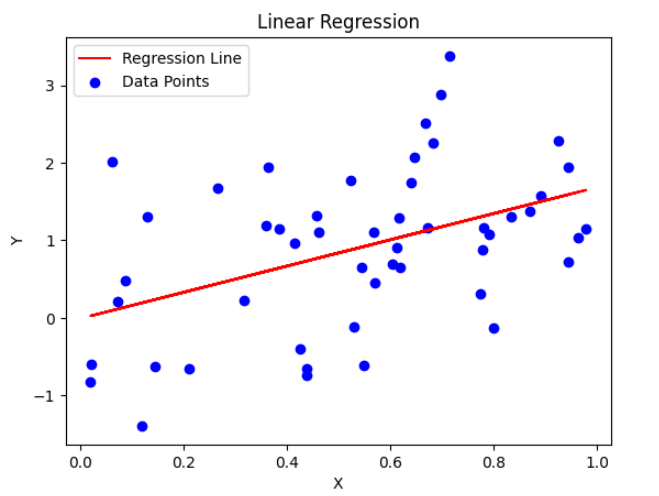 Linear Regression
Regression Line
Data Points
3
2
1
0
−1
Y
0.0 0.2 0.4 0.6 0.8 1.0
X